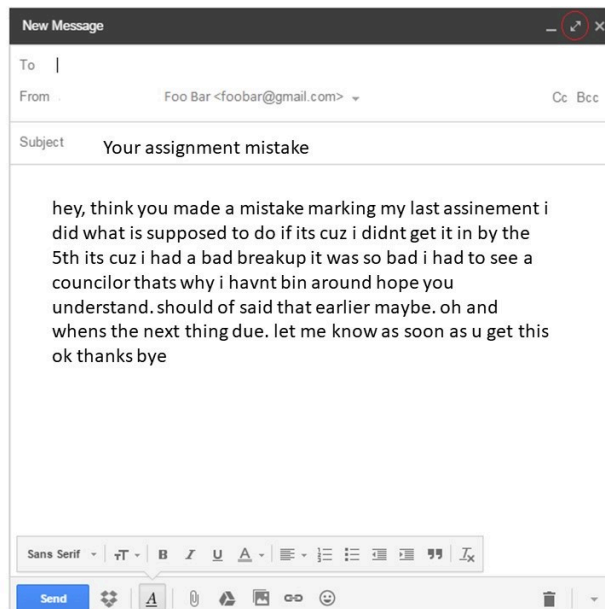 New Message
To
From Foo Bar <foobar@gmail.com> Cc Bcc
Subject Your assignment mistake
hey, think you made a mistake marking my last assinement i
did what is supposed to do if its cuz i didnt get it in by the
5th its cuz i had a bad breakup it was so bad i had to see a
councilor thats why i havnt bin around hope you
understand. should of said that earlier maybe. oh and
whens the next thing due. let me know as soon as u get this
ok thanks bye
Sans Serif
Send